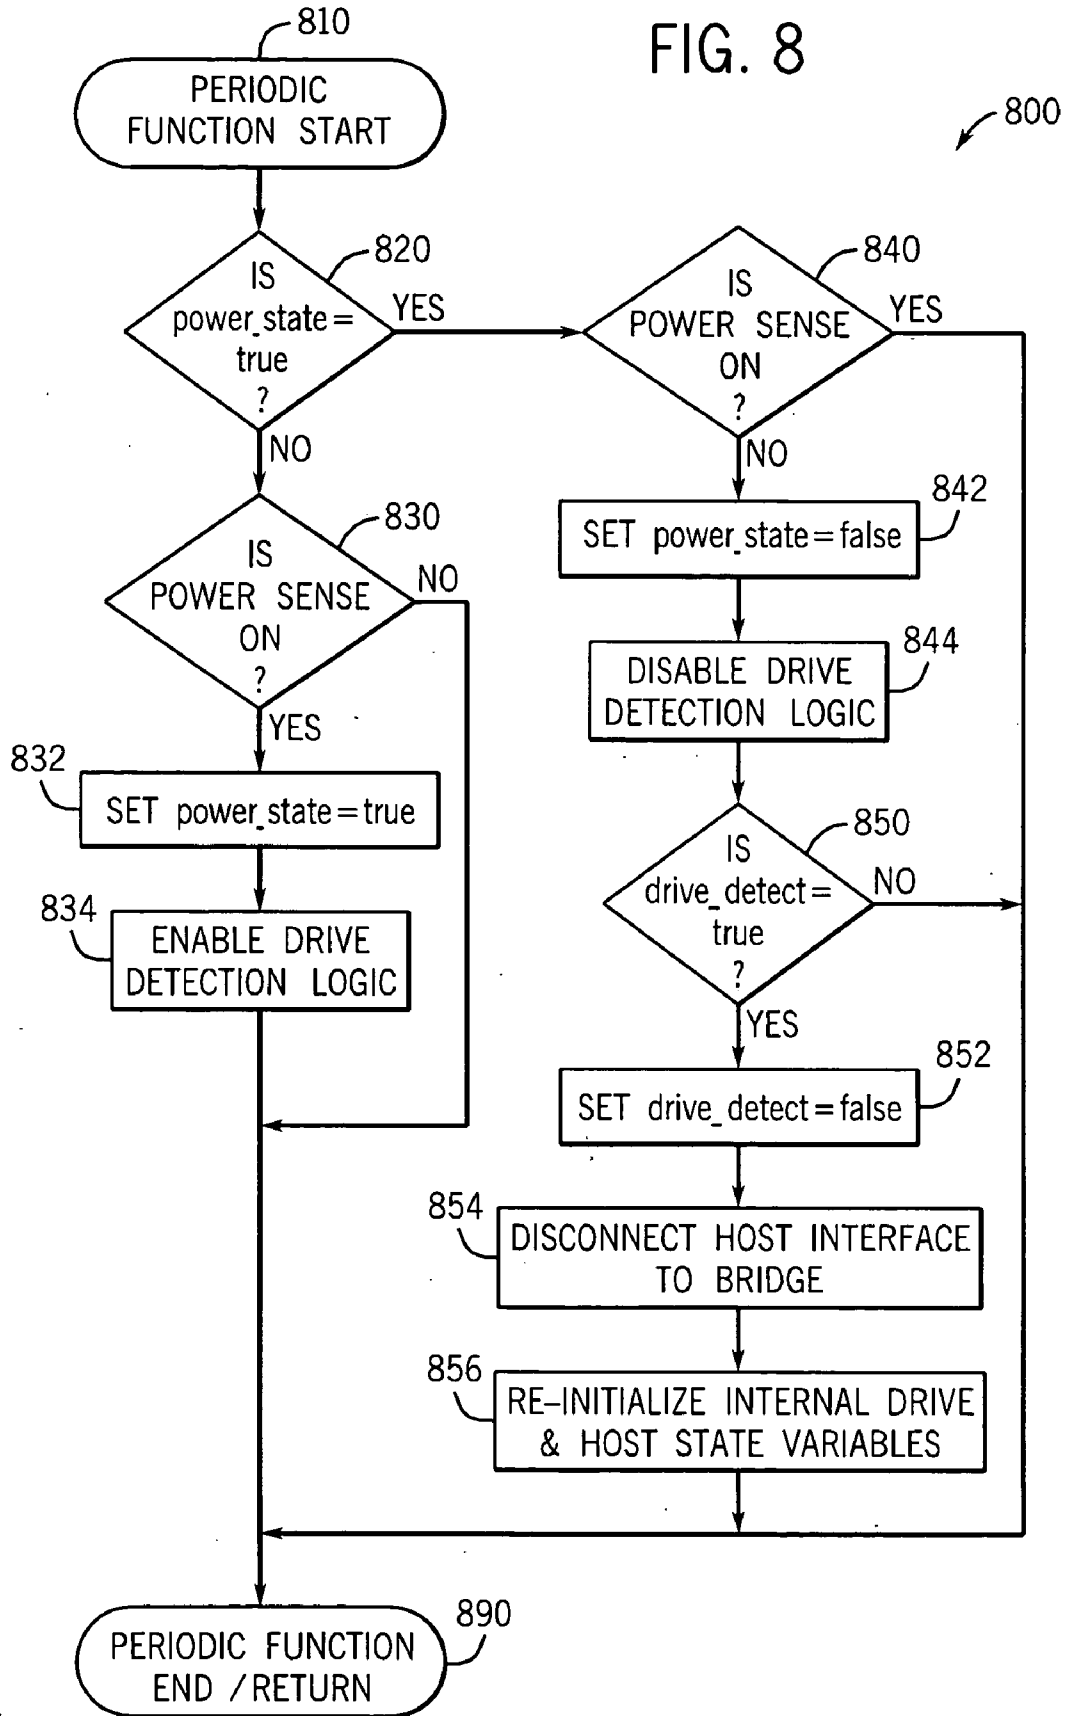 FIG. 8
800
810
PERIODIC
FUNCTION START
820
IS
power_state=
true
?
YES
NO
830
IS
POWER SENSE
ON
?
NO
YES
832
SET power_state=true
834
ENABLE DRIVE
DETECTION LOGIC
840
IS
POWER SENSE
ON
?
YES
NO
842
SET power_state=false
844
DISABLE DRIVE
DETECTION LOGIC
850
IS
drive_detect=
true
?
NO
YES
852
SET drive_detect=false
854
DISCONNECT HOST INTERFACE
TO BRIDGE
856
RE-INITIALIZE INTERNAL DRIVE
& HOST STATE VARIABLES
890
PERIODIC FUNCTION
END /RETURN